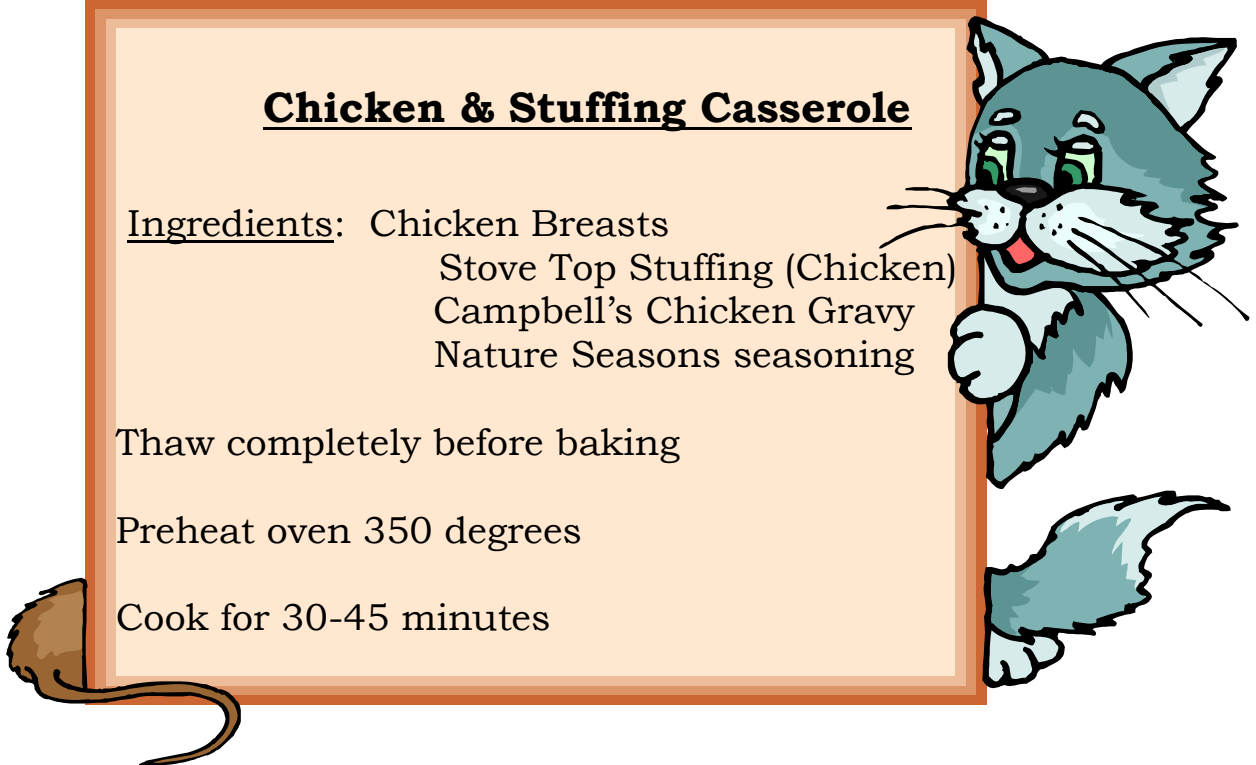 Chicken & Stuffing Casserole
Ingredients: Chicken Breasts
Stove Top Stuffing (Chicken)
Campbell’s Chicken Gravy
Nature Seasons seasoning
Thaw completely before baking
Preheat oven 350 degrees
Cook for 30-45 minutes